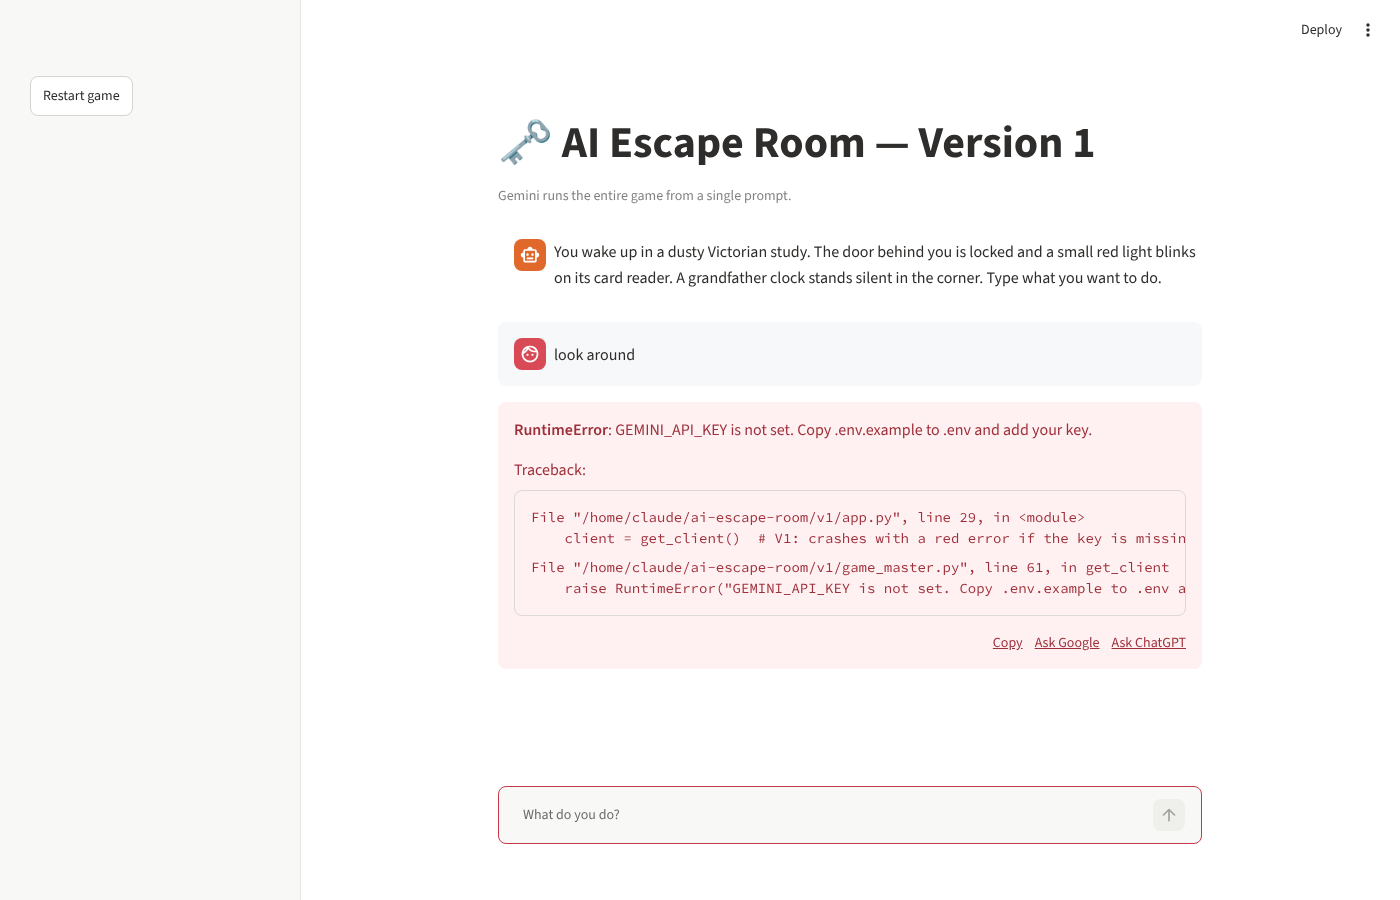 Deploy
Restart game
AI Escape Room — Version 1
Gemini runs the entire game from a single prompt.
You wake up in a dusty Victorian study. The door behind you is locked and a small red light blinks
on its card reader. A grandfather clock stands silent in the corner. Type what you want to do.
look around
RuntimeError: GEMINI_API_KEY is not set. Copy .env.example to .env and add your key.
Traceback:
File "/home/claude/ai-escape-room/v1/app.py", line 29, in <module>
    client = get_client()  # V1: crashes with a red error if the key is missin
File "/home/claude/ai-escape-room/v1/game_master.py", line 61, in get_client
    raise RuntimeError("GEMINI_API_KEY is not set. Copy .env.example to .env a
Copy Ask Google Ask ChatGPT
What do you do?